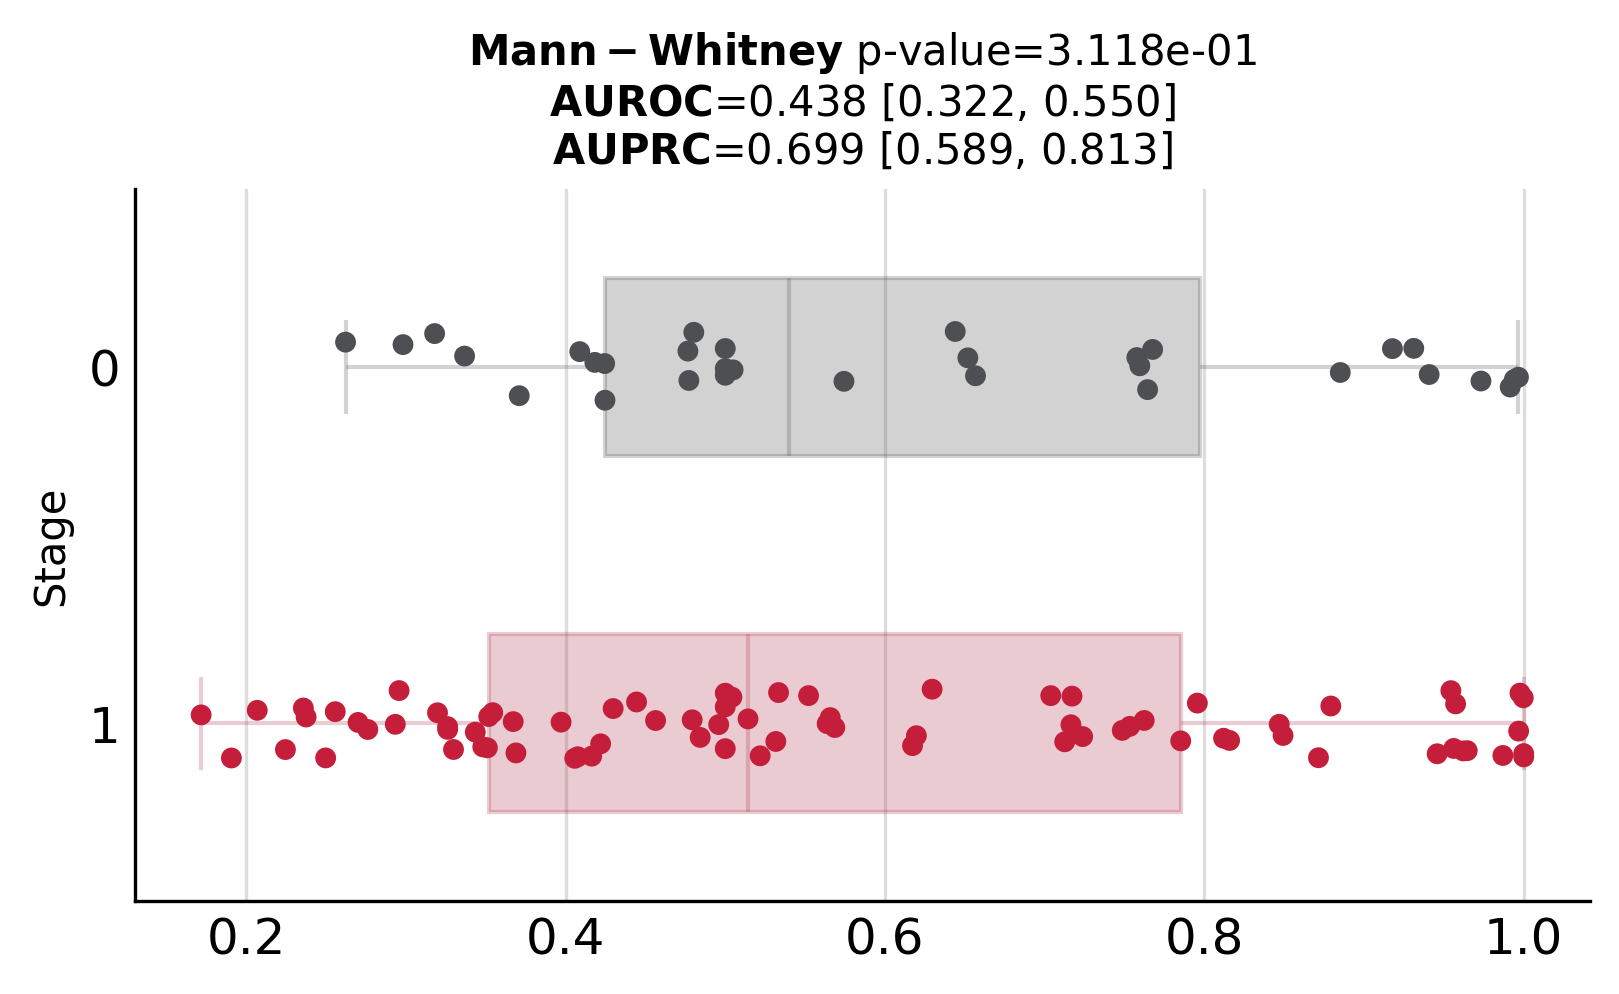 Mann − Whitney p-value=3.118e-01
AUROC=0.438 [0.322, 0.550]
AUPRC=0.699 [0.589, 0.813]
0
Stage
1
0.2 0.4 0.6 0.8 1.0